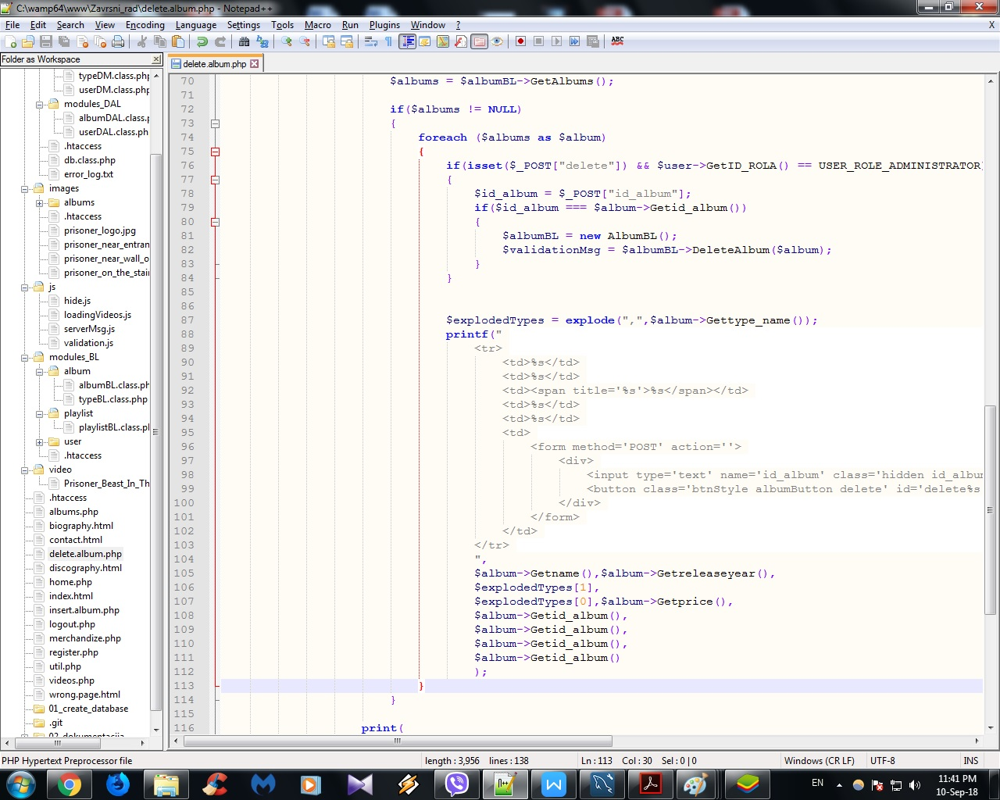 C:\wamp64\www\Zavrsni_rad\delete.album.php - Notepad++
File Edit Search View Encoding Language Settings Tools Macro Run Plugins Window ? X
ABC
Folder as Workspace
typeDM.class.php
userDM.class.php
modules_DAL
albumDAL.class.p
userDAL.class.ph
.htaccess
db.class.php
error_log.txt
images
albums
.htaccess
prisoner_logo.jpg
prisoner_near_entran
prisoner_near_wall_o
prisoner_on_the_stai
js
hide.js
loadingVideos.js
serverMsg.js
validation.js
modules_BL
album
albumBL.class.ph
typeBL.class.php
playlist
playlistBL.class.pl
user
.htaccess
video
Prisoner_Beast_In_Th
.htaccess
albums.php
biography.html
contact.html
delete.album.php
discography.html
home.php
index.html
insert.album.php
logout.php
merchandize.php
register.php
util.php
videos.php
wrong.page.html
01_create_database
.git
02_dokumentacija
delete.album.php
70 $albums = $albumBL->GetAlbums();
71
72 if($albums != NULL)
73 {
74 foreach ($albums as $album)
75 {
76 if(isset($_POST["delete"]) && $user->GetID_ROLA() == USER_ROLE_ADMINISTRATOR)
77 {
78 $id_album = $_POST["id_album"];
79 if($id_album === $album->Getid_album())
80 {
81 $albumBL = new AlbumBL();
82 $validationMsg = $albumBL->DeleteAlbum($album);
83 }
84 }
85
86
87 $explodedTypes = explode(",",$album->Gettype_name());
88 printf("
89 <tr>
90 <td>%s</td>
91 <td>%s</td>
92 <td><span title='%s'>%s</span></td>
93 <td>%s</td>
94 <td>%s</td>
95 <td>
96 <form method='POST' action=''>
97 <div>
98 <input type='text' name='id_album' class='hidden id_albu
99 <button class='btnStyle albumButton delete' id='delete%s
100 </div>
101 </form>
102 </td>
103 </tr>
104 ",
105 $album->Getname(),$album->Getreleaseyear(),
106 $explodedTypes[1],
107 $explodedTypes[0],$album->Getprice(),
108 $album->Getid_album(),
109 $album->Getid_album(),
110 $album->Getid_album(),
111 $album->Getid_album()
112 );
113 }
114 }
115
116 print(
PHP Hypertext Preprocessor file length : 3,956 lines : 138 Ln : 113 Col : 30 Sel : 0 | 0 Windows (CR LF) UTF-8 INS
EN 11:41 PM
10-Sep-18